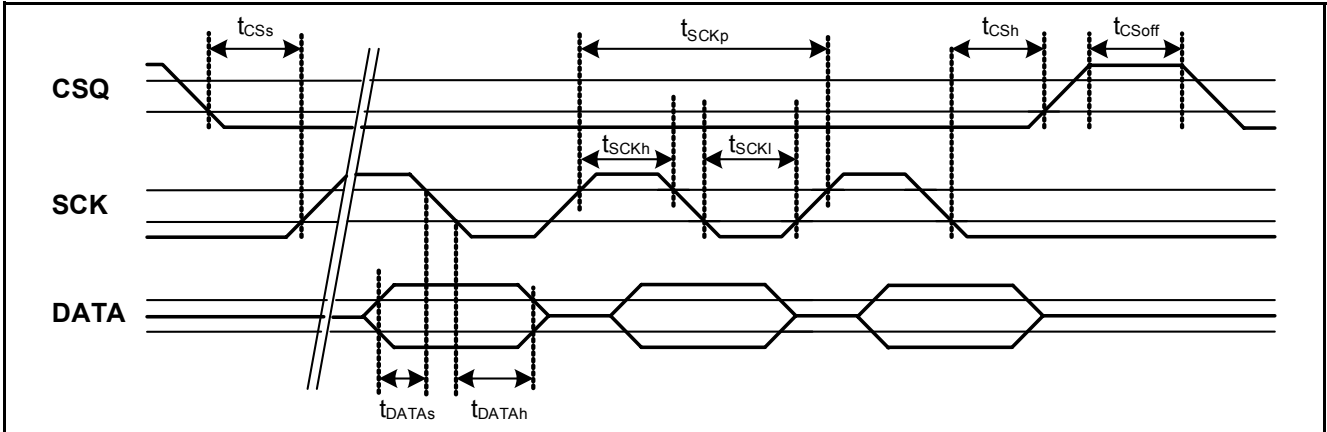 tCSs
tSCKp
tCSh
tCSoff
CSQ
tSCKh
tSCKl
SCK
DATA
tDATAs
tDATAh